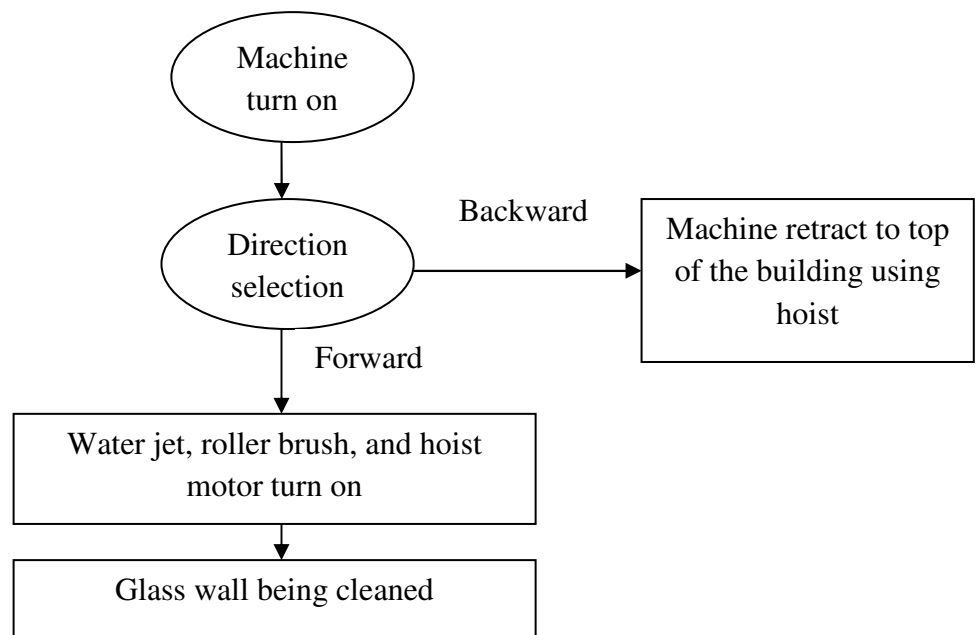 Machine
turn on
Backward
Direction
selection
Machine retract to top
of the building using
hoist
Forward
Water jet, roller brush, and hoist
motor turn on
Glass wall being cleaned